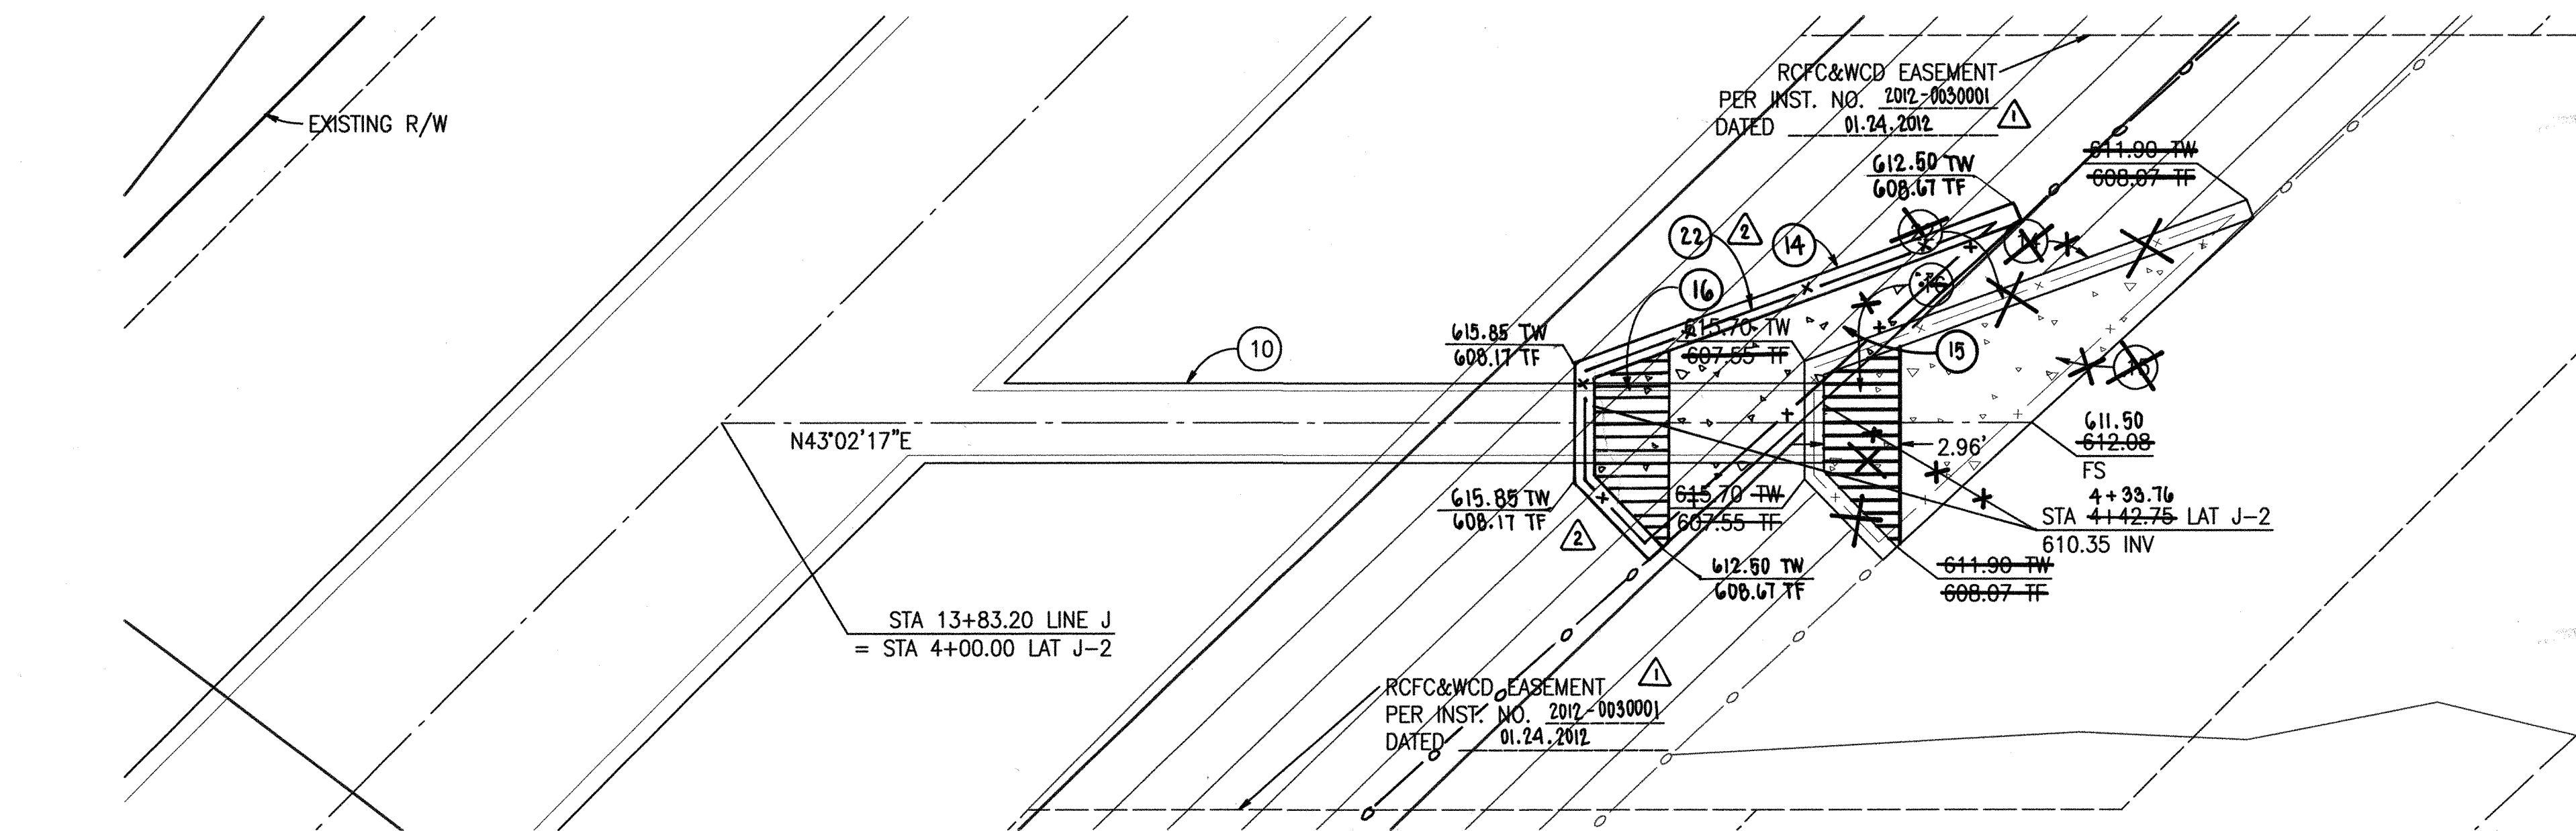 EXISTING R/W
RCFC&WCD EASEMENT
PER INST. NO. 2012-0030001
DATED 01.24.2012
1
612.50 TW
608.67 TF
611.90 TW
608.07 TF
22
2
14
14
16
16
615.85 TW
608.17 TF
615.70 TW
607.55 TF
10
15
15
N43°02'17"E
2.96'
611.50
612.08
FS
615.85 TW
608.17 TF
615.70 TW
607.55 TF
2
4+33.76
STA 4+42.75 LAT J-2
610.35 INV
612.50 TW
608.67 TF
611.90 TW
608.07 TF
STA 13+83.20 LINE J
= STA 4+00.00 LAT J-2
RCFC&WCD EASEMENT
1
PER INST. NO. 2012-0030001
DATED 01.24.2012